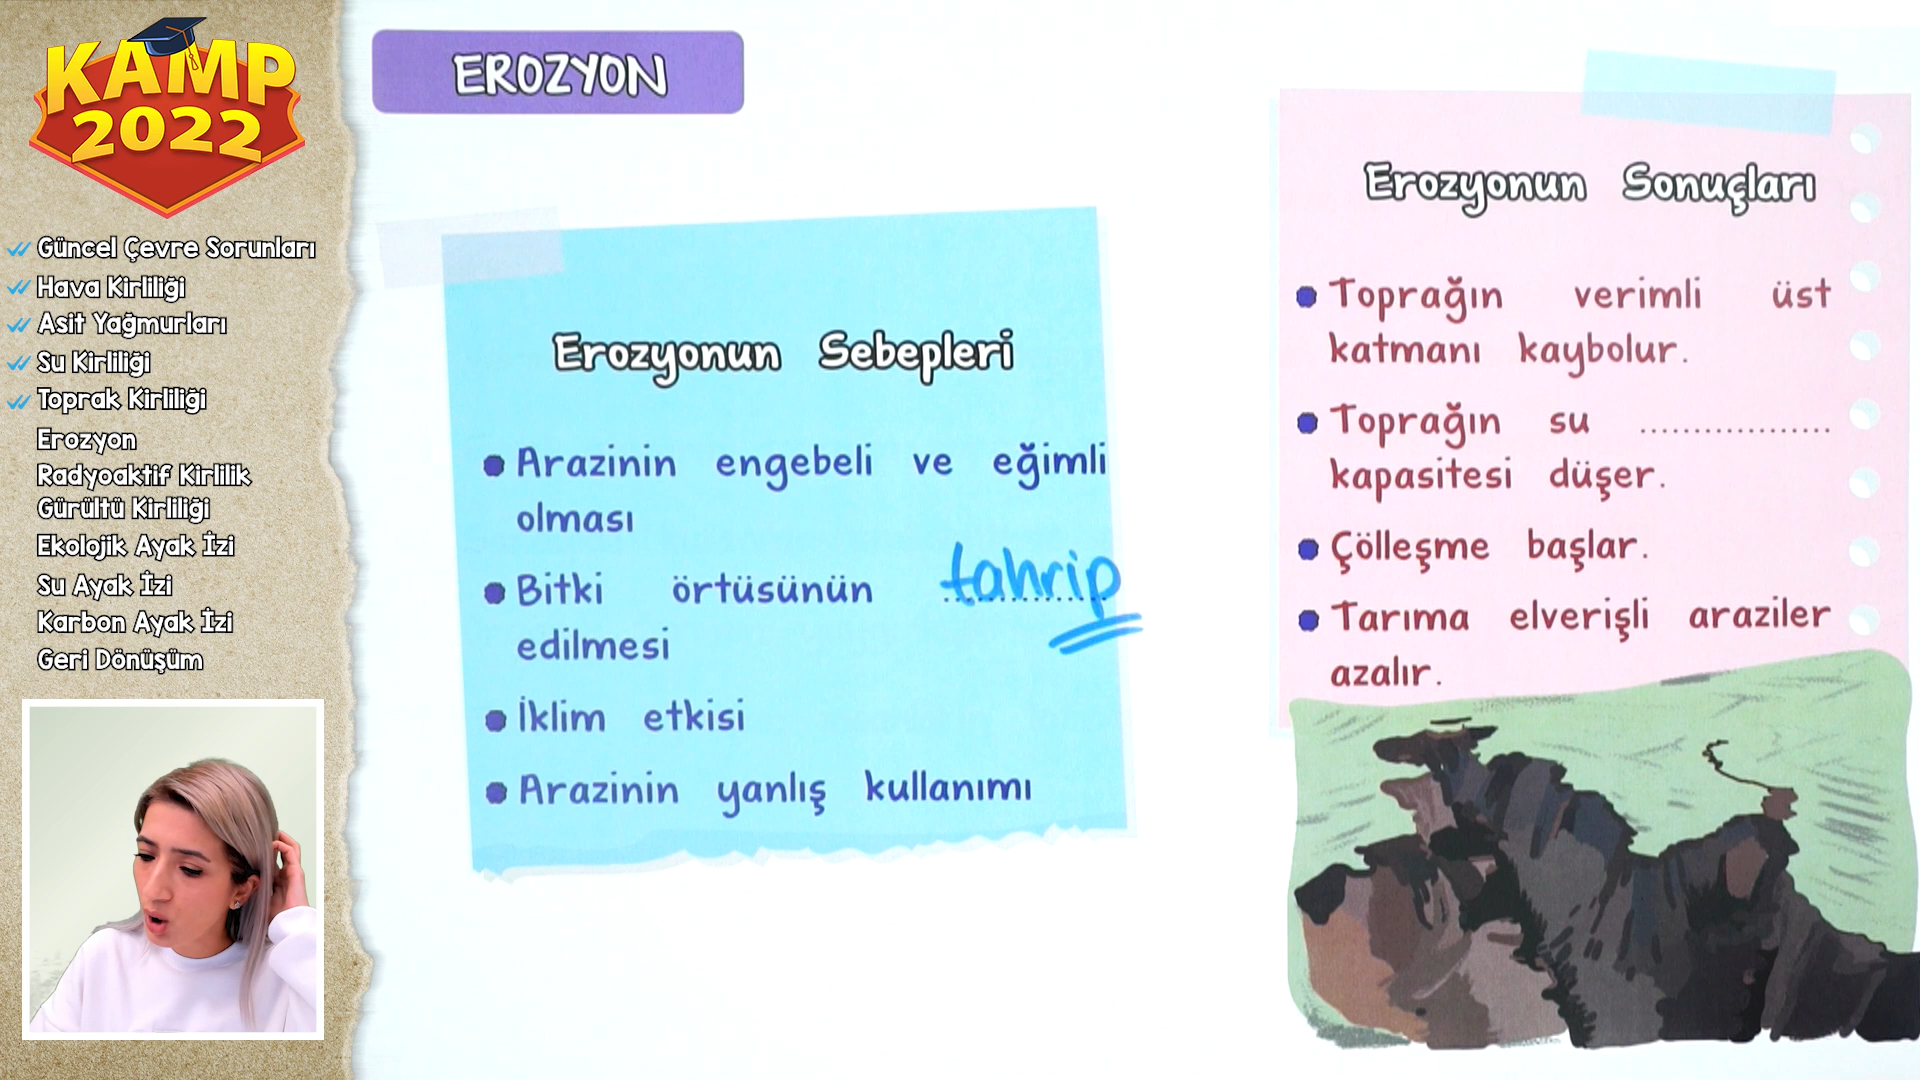 KAMP
2022
Güncel Çevre Sorunları
Hava Kirliliği
Asit Yağmurları
Su Kirliliği
Toprak Kirliliği
Erozyon
Radyoaktif Kirlilik
Gürültü Kirliliği
Ekolojik Ayak İzi
Su Ayak İzi
Karbon Ayak İzi
Geri Dönüşüm
EROZYON
Erozyonun Sebepleri
Arazinin engebeli ve eğimli
olması
Bitki örtüsünün tahrip
edilmesi
İklim etkisi
Arazinin yanlış kullanımı
Erozyonun Sonuçları
Toprağın verimli üst
katmanı kaybolur.
Toprağın su ..................
kapasitesi düşer.
Çölleşme başlar.
Tarıma elverişli araziler
azalır.